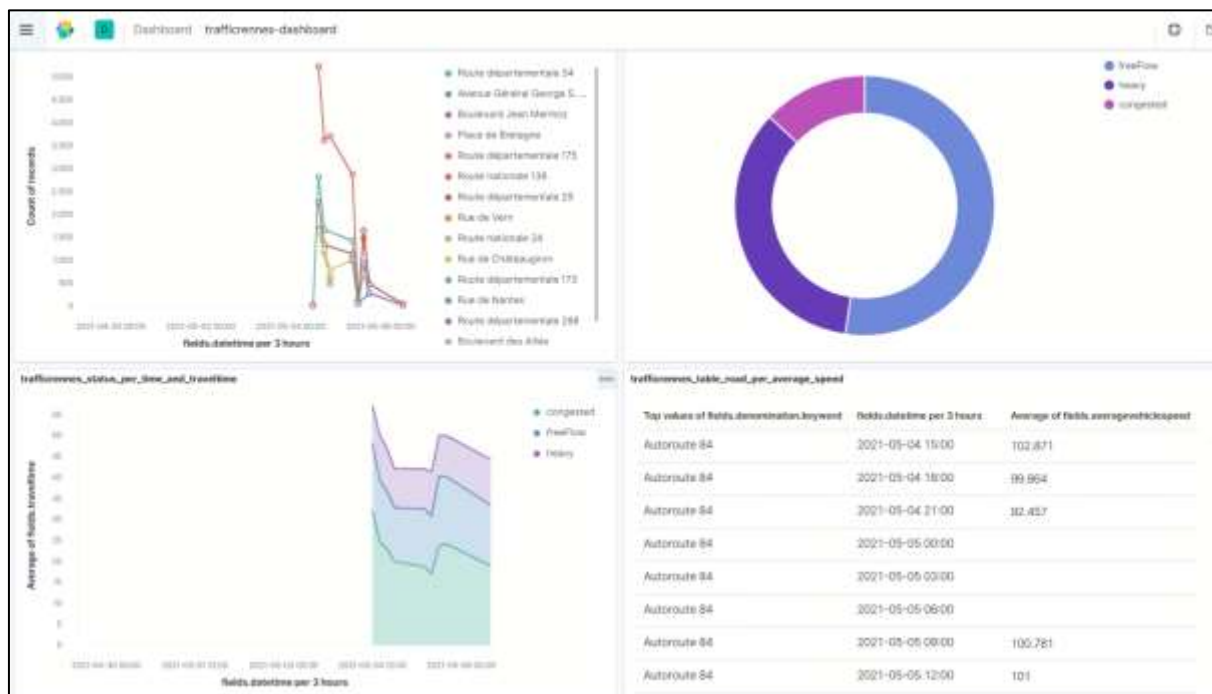 Dashboard trafficrennes-dashboard
Count of records
500
0
fields.datetime per 3 hours
Route départementale 34
Avenue Général George S. ...
Boulevard Jean Mermoz
Place de Bretagne
Route départementale 175
Route nationale 136
Route départementale 29
Rue de Vern
Route nationale 24
Rue de Châteaugiron
Rue de Nantes
Boulevard des Alliés
freeFlow
heavy
congested
trafficrennes_status_per_time_and_traveltime
Average of fields.traveltime
fields.datetime per 3 hours
congested
freeFlow
heavy
trafficrennes_table_road_per_average_speed
Top values of fields.denomination.keyword fields.datetime per 3 hours Average of fields.averagevehiclespeed
Autoroute 84 2021-05-04 15:00 102.871
Autoroute 84 2021-05-04 18:00 99.964
Autoroute 84 2021-05-04 21:00 92.457
Autoroute 84 2021-05-05 00:00
Autoroute 84 2021-05-05 03:00
Autoroute 84 2021-05-05 06:00
Autoroute 84 2021-05-05 09:00 100.781
Autoroute 84 2021-05-05 12:00 101